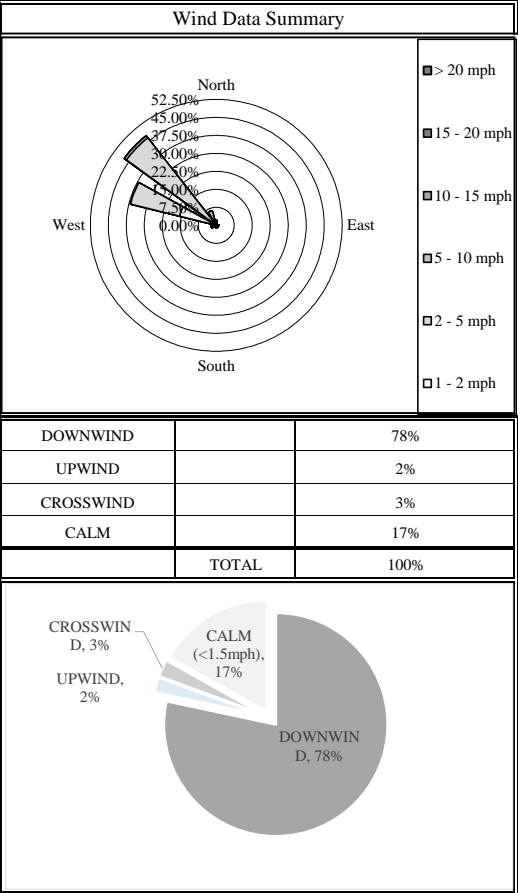 Wind Data Summary
North
52.50%
45.00%
37.50%
30.00%
22.50%
15.00%
7.50%
0.00%
West
East
South
> 20 mph
15 - 20 mph
10 - 15 mph
5 - 10 mph
2 - 5 mph
1 - 2 mph
DOWNWIND 78%
UPWIND 2%
CROSSWIND 3%
CALM 17%
TOTAL 100%
CROSSWIN
D, 3%
UPWIND,
2%
CALM
(<1.5mph),
17%
DOWNWIN
D, 78%